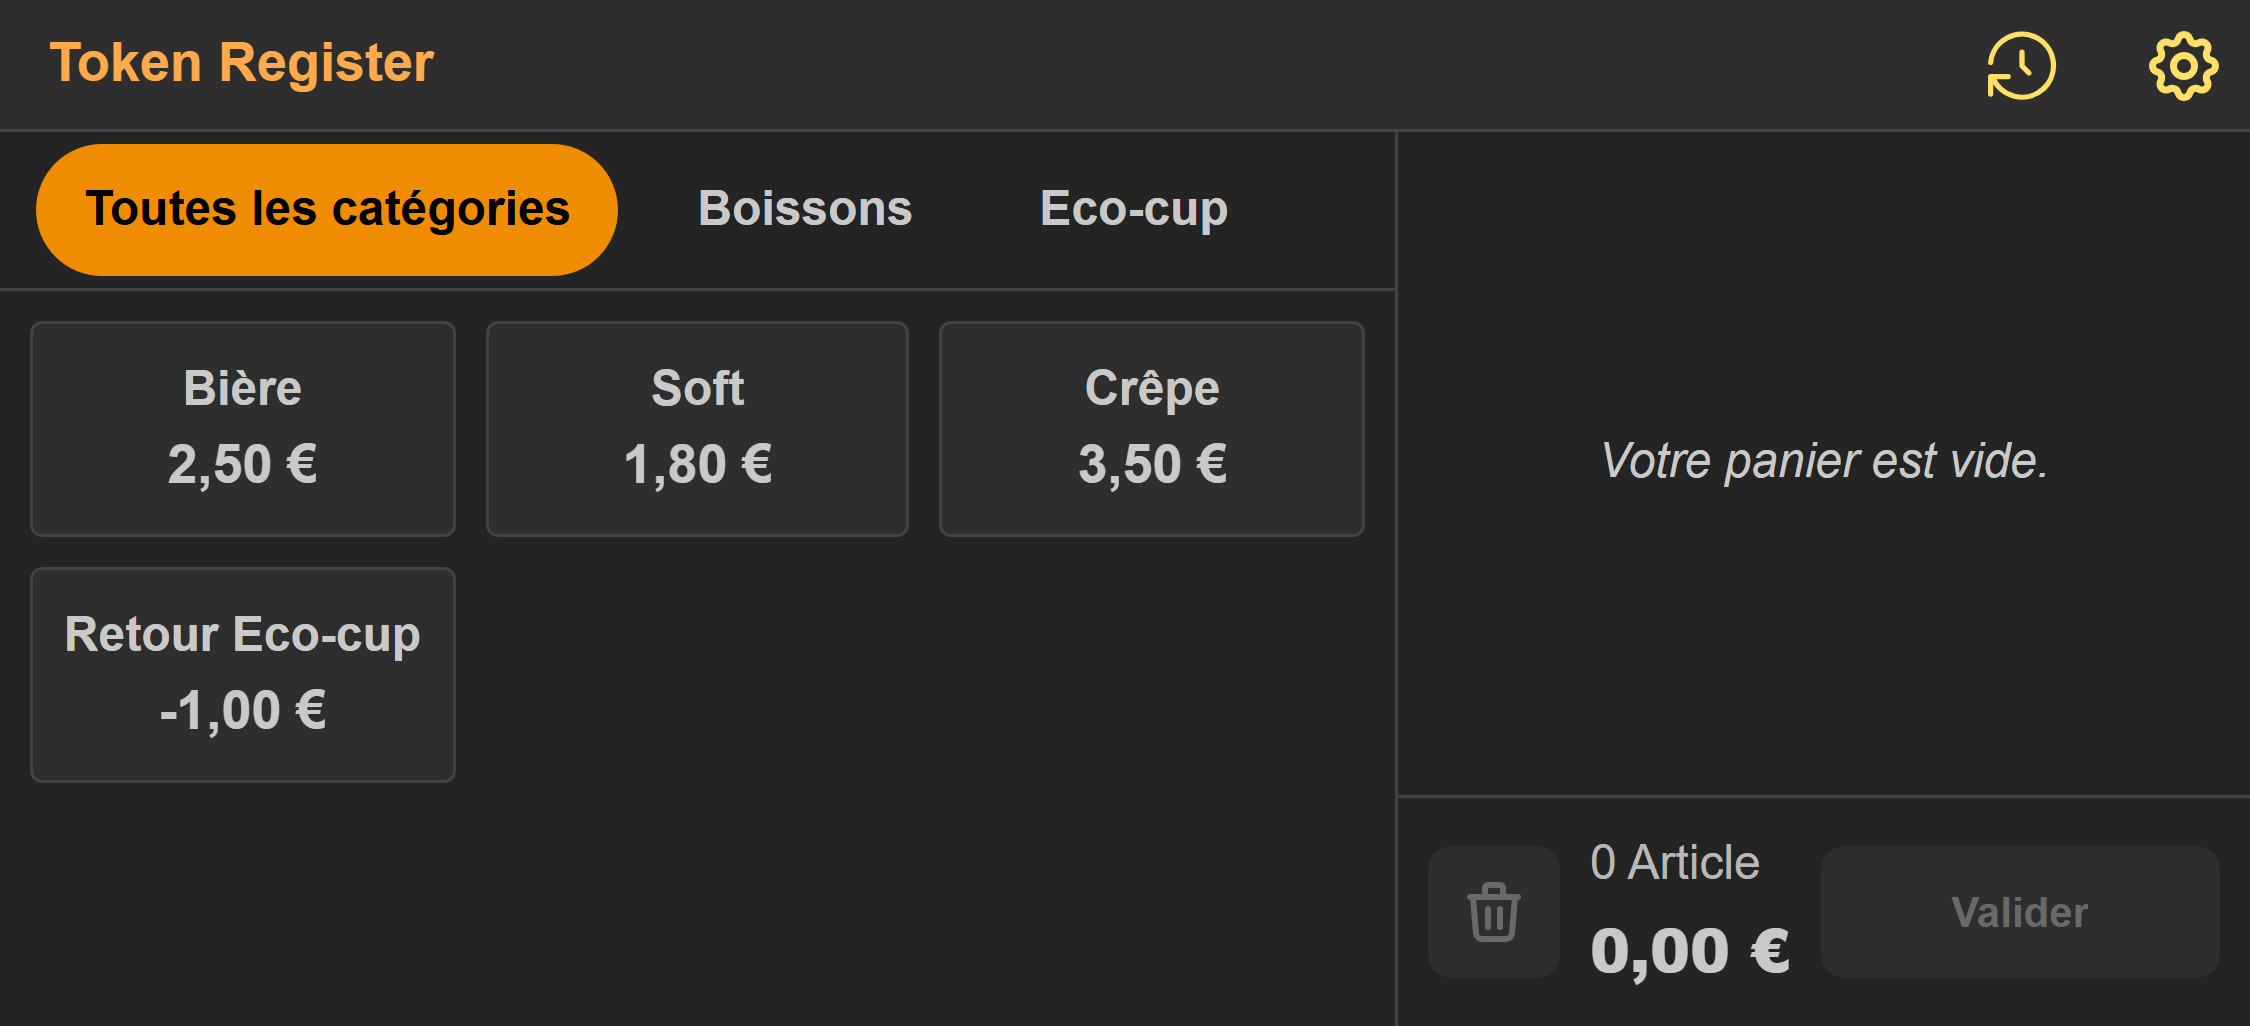 Token Register
Toutes les catégories
Boissons
Eco-cup
Bière
2,50 €
Soft
1,80 €
Crêpe
3,50 €
Retour Eco-cup
-1,00 €
Votre panier est vide.
0 Article
0,00 €
Valider